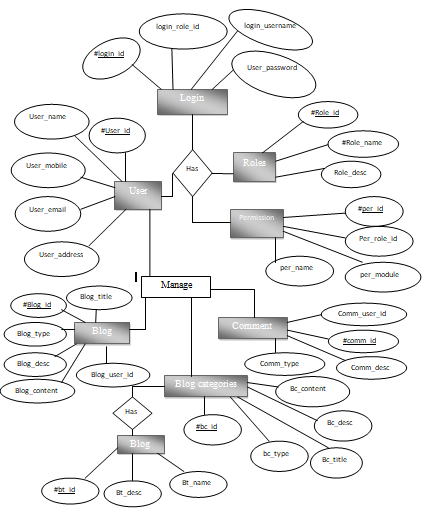 login_role_id
login_username
#login_id
User_password
Login
User_name
#User_id
#Role_id
#Role_name
User_mobile
Has
Roles
Role_desc
User
User_email
#per_id
Permission
Per_role_id
User_address
per_name
per_module
Manage
Blog_title
#Blog_id
Comm_user_id
Blog_type
Blog
Comment
#comm_id
Blog_desc
Comm_type
Comm_desc
Blog_user_id
Blog_content
Blog categories
Bc_content
Has
Bc_desc
#bc_id
Blog
bc_type
Bc_title
#bt_id
Bt_desc
Bt_name